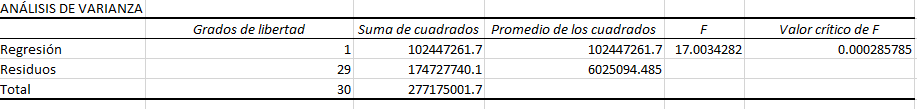 ANÁLISIS DE VARIANZA
Grados de libertad Suma de cuadrados Promedio de los cuadrados F Valor crítico de F
Regresión 1 102447261.7 102447261.7 17.0034282 0.000285785
Residuos 29 174727740.1 6025094.485
Total 30 277175001.7